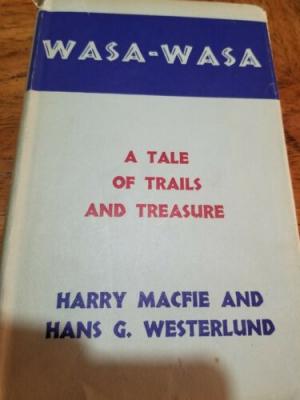 WASA-WASA
A TALE
OF TRAILS
AND TREASURE
HARRY MACFIE AND
HANS G. WESTERLUND